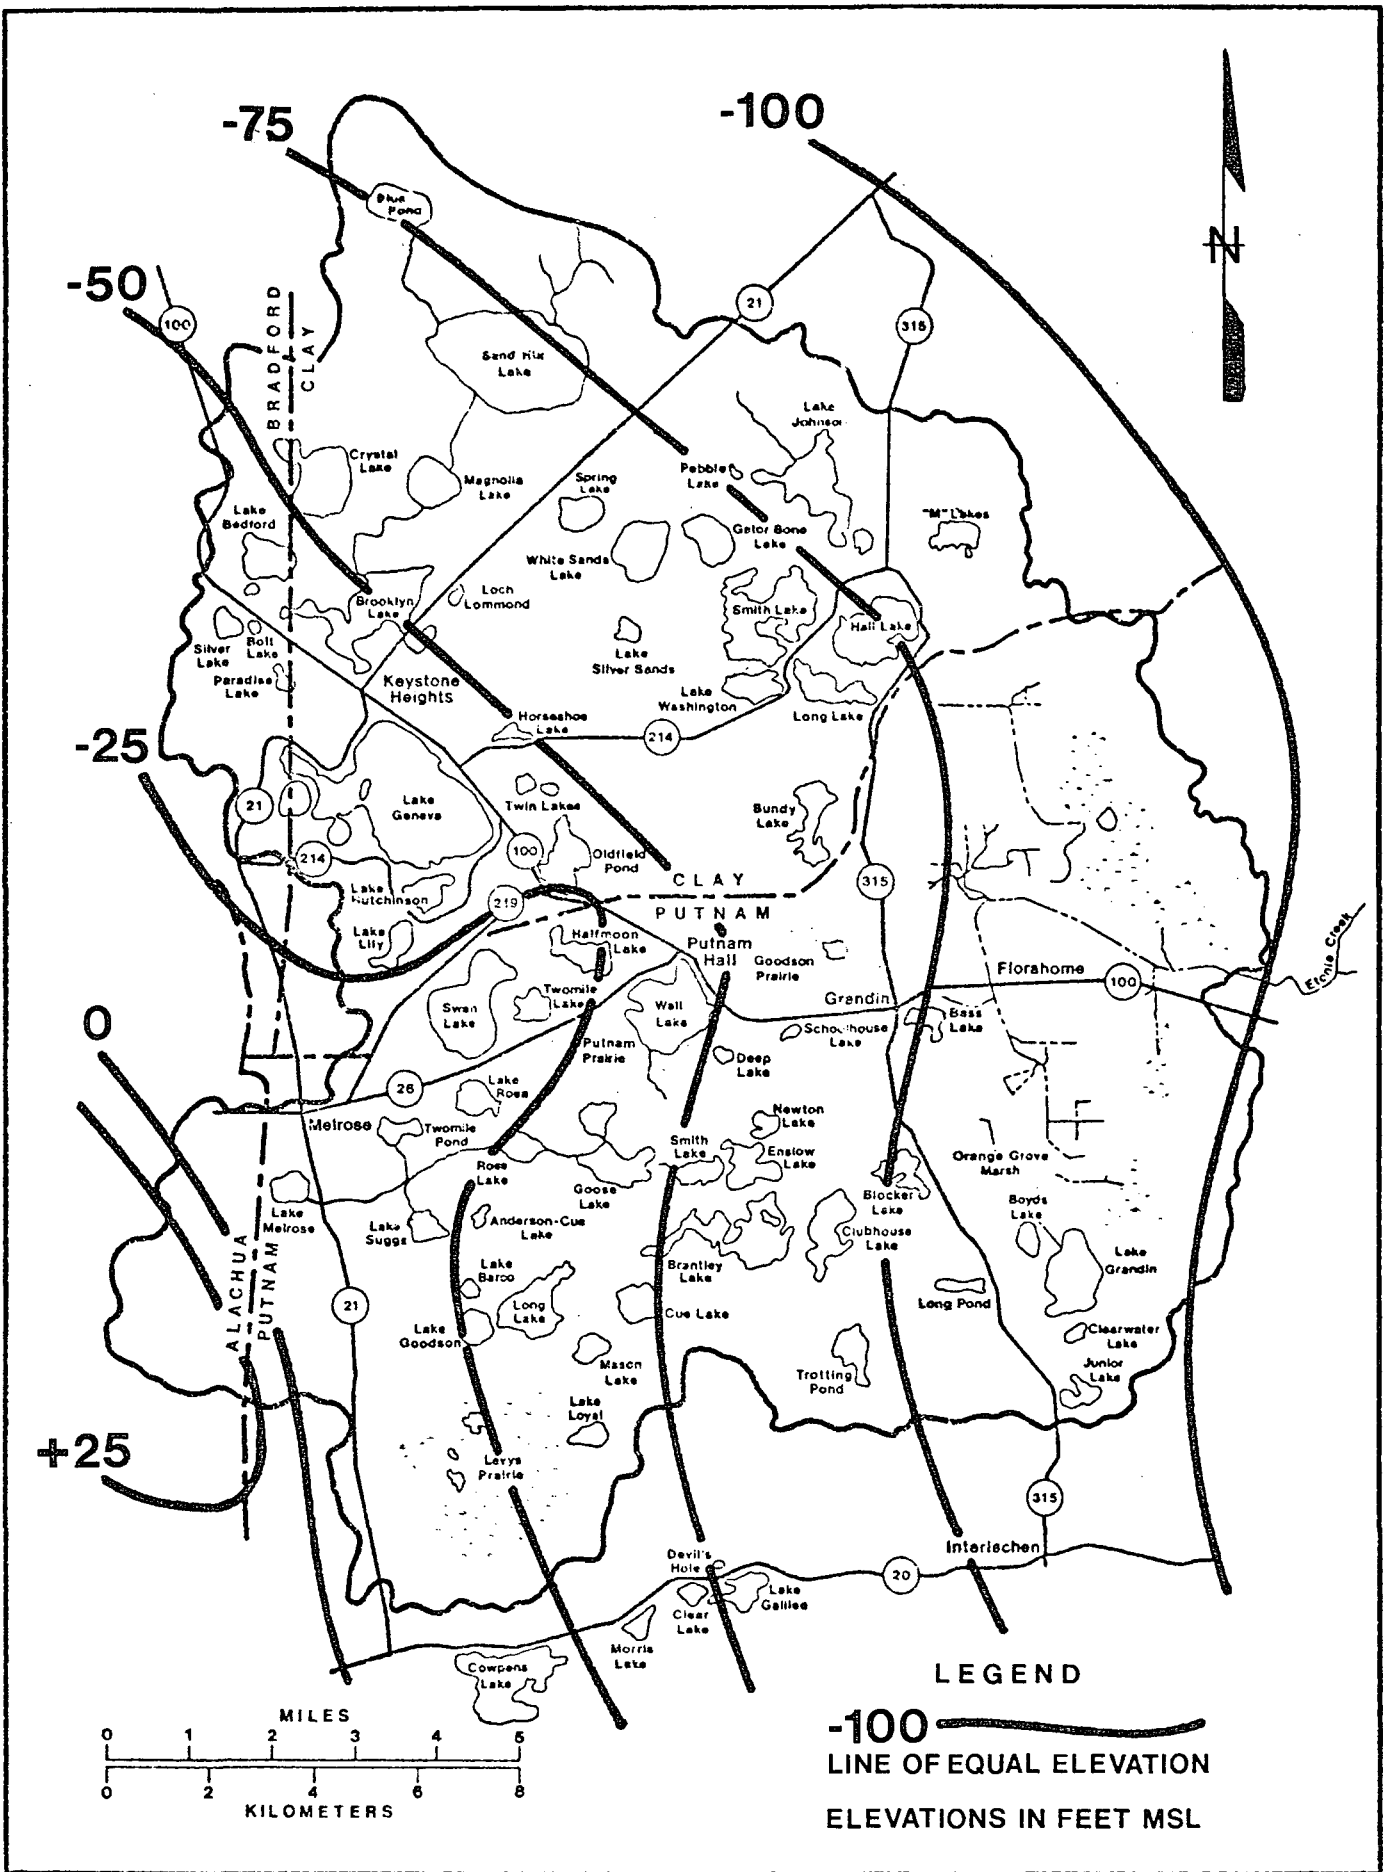 -75
-100
Blue
Pond
N
-50
100
BRADFORD
CLAY
21
315
Sand Hill
Lake
Lake
Johnson
Crystal
Lake
Magnolia
Lake
Spring
Lake
Pebble
Lake
Lake
Bedford
Gator Bone
Lake
"M" Lakes
White Sands
Lake
Brooklyn
Lake
Loch
Lommond
Smith Lake
Hall Lake
Silver
Lake
Bolt
Lake
Paradise
Lake
Lake
Silver Sands
Keystone
Heights
Lake
Washington
Long Lake
Horseshoe
Lake
214
-25
21
Lake
Geneva
Twin Lakes
Bundy
Lake
214
100
Oldfield
Pond
315
CLAY
PUTNAM
Lake
Hutchinson
219
Lake
Lily
Halfmoon
Lake
Putnam
Hall
Goodson
Prairie
Florahome
100
Etonie Creek
Swan
Lake
Twomile
Lake
Wall
Lake
Grandin
Schoolhouse
Lake
Bass
Lake
0
Putnam
Prairie
Deep
Lake
26
Lake
Rosa
Melrose
Twomile
Pond
Newton
Lake
Smith
Lake
Enslow
Lake
Orange Grove
Marsh
Ross
Lake
Goose
Lake
Blocker
Lake
Boyds
Lake
Lake
Melrose
Lake
Suggs
Anderson-Cue
Lake
Clubhouse
Lake
Lake
Grandin
ALACHUA
PUTNAM
21
Lake
Barco
Long
Lake
Brantley
Lake
Cue Lake
Long Pond
Lake
Goodson
Mason
Lake
Trotting
Pond
Clearwater
Lake
Junior
Lake
Lake
Loyal
+25
Levys
Prairie
315
Interlachen
Devil's
Hole
20
Clear
Lake
Lake
Galilee
Morris
Lake
Cowpens
Lake
LEGEND
-100
LINE OF EQUAL ELEVATION
ELEVATIONS IN FEET MSL
MILES
0 1 2 3 4 5
0 2 4 6 8
KILOMETERS